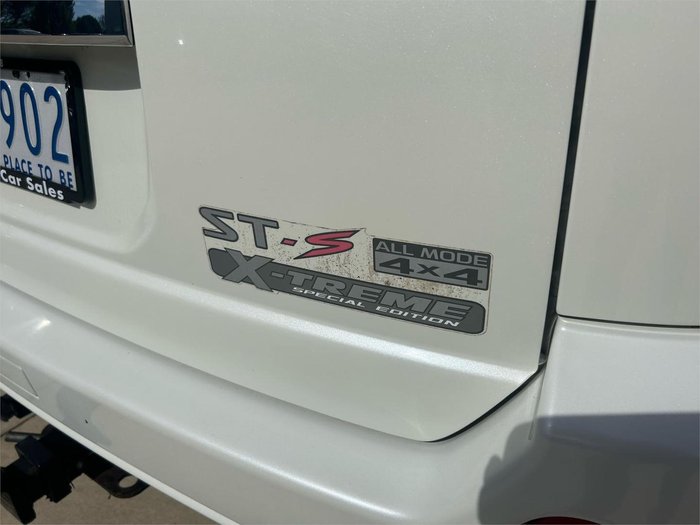 902
PLACE TO BE
Car Sales
ST-S
ALL MODE
4x4
X-TREME
SPECIAL EDITION